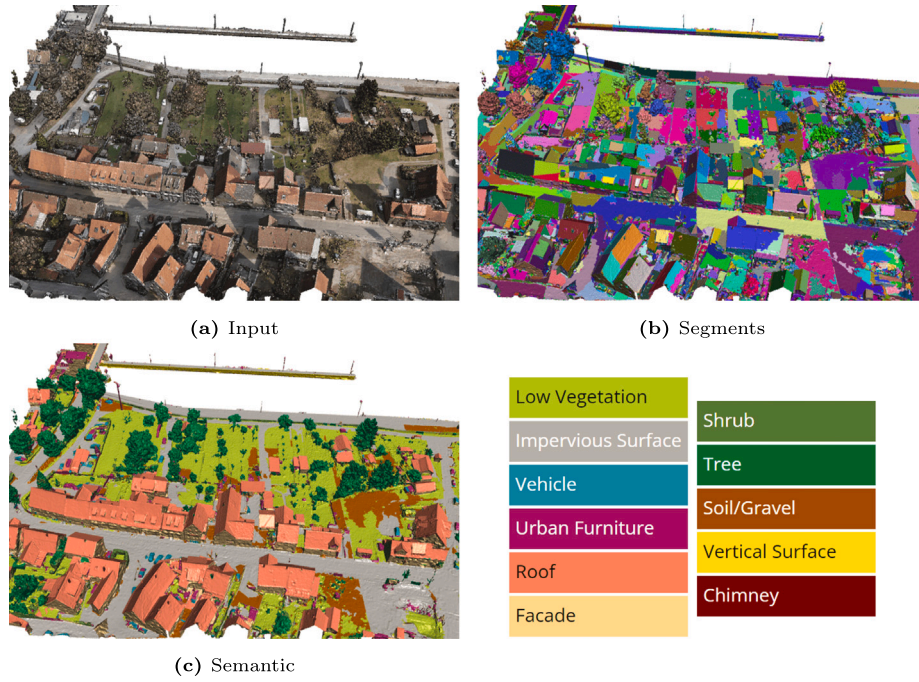 (a) Input
(b) Segments
Low Vegetation
Impervious Surface
Vehicle
Urban Furniture
Roof
Facade
Shrub
Tree
Soil/Gravel
Vertical Surface
Chimney
(c) Semantic